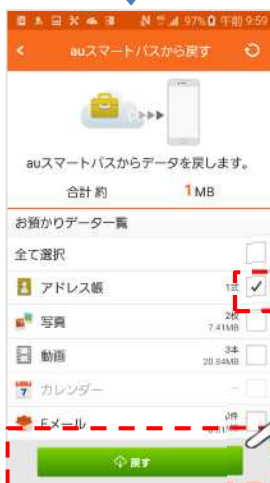 97% 午前 9:59
auスマートパスから戻す
auスマートパスからデータを戻します。
合計 約 1 MB
お預かりデータ一覧
全て選択
アドレス帳
写真 2枚
7.41MB
動画 3本
20.84MB
7 カレンダー -
Eメール 0件
戻す